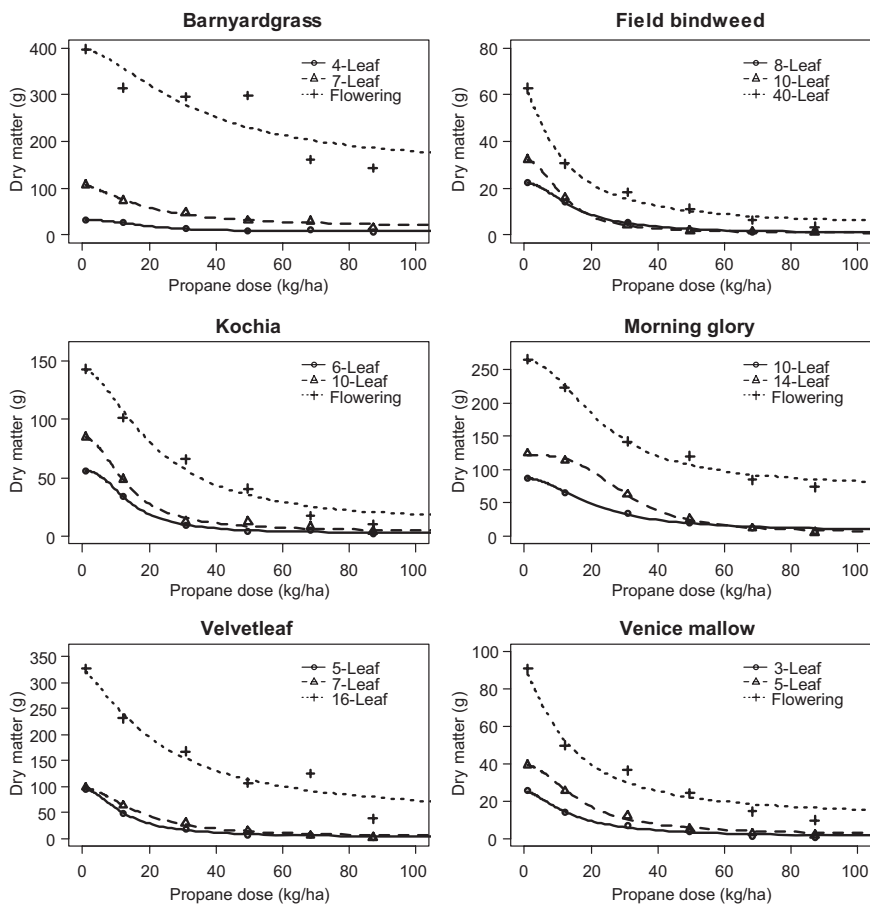 Barnyardgrass
Dry matter (g)
400
300
200
100
0
4-Leaf
7-Leaf
Flowering
0 20 40 60 80 100
Propane dose (kg/ha)
Field bindweed
Dry matter (g)
80
60
40
20
0
8-Leaf
10-Leaf
40-Leaf
0 20 40 60 80 100
Propane dose (kg/ha)
Kochia
Dry matter (g)
150
100
50
0
6-Leaf
10-Leaf
Flowering
0 20 40 60 80 100
Propane dose (kg/ha)
Morning glory
Dry matter (g)
250
200
150
100
50
0
10-Leaf
14-Leaf
Flowering
0 20 40 60 80 100
Propane dose (kg/ha)
Velvetleaf
Dry matter (g)
350
300
250
200
150
100
50
0
5-Leaf
7-Leaf
16-Leaf
0 20 40 60 80 100
Propane dose (kg/ha)
Venice mallow
Dry matter (g)
100
80
60
40
20
0
3-Leaf
5-Leaf
Flowering
0 20 40 60 80 100
Propane dose (kg/ha)